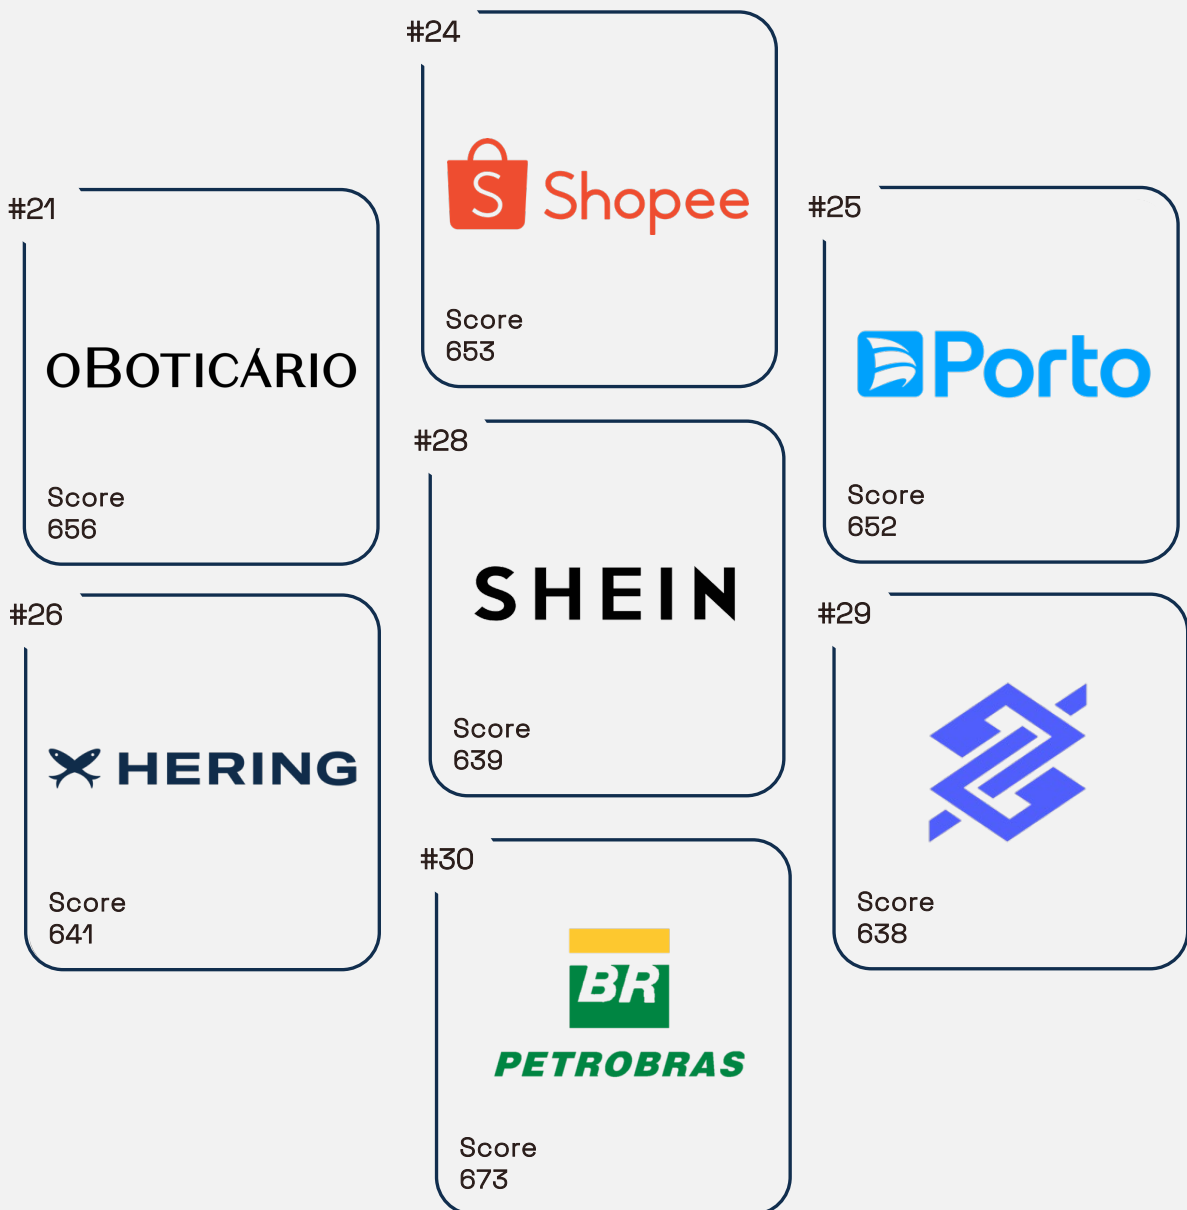 #24
Shopee
Score
653
#21
oBOTICÁRIO
Score
656
#25
Porto
Score
652
#28
SHEIN
Score
639
#26
HERING
Score
641
#29
Score
638
#30
BR
PETROBRAS
Score
673